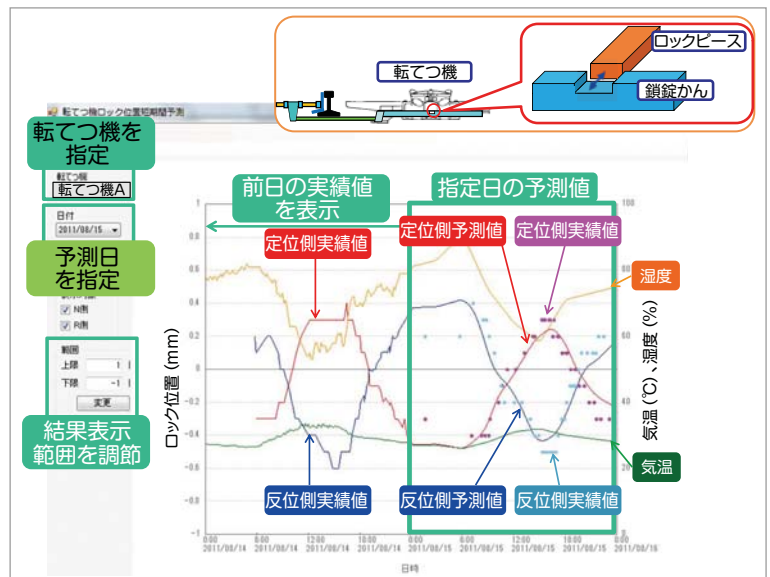 ロックピース
転てつ機
鎖錠かん
転てつ機ロック位置短期間予測
転てつ機を
指定
転てつ機
転てつ機A
日付
2011/08/15
予測日
を指定
N側
R側
範囲
上限 1
下限 -1
変更
結果表示
範囲を調節
前日の実績値
を表示
指定日の予測値
定位側実績値
定位側予測値
定位側実績値
湿度
気温
反位側実績値
反位側予測値
反位側実績値
ロック位置(mm)
1
0.8
0.6
0.4
0.2
0
-0.2
-0.4
-0.6
-0.8
-1
気温(℃)、湿度(%)
100
80
60
40
20
0
0:00
2011/08/14
6:00
2011/08/14
12:00
2011/08/14
18:00
2011/08/14
0:00
2011/08/15
6:00
2011/08/15
12:00
2011/08/15
18:00
2011/08/15
0:00
2011/08/16
日時